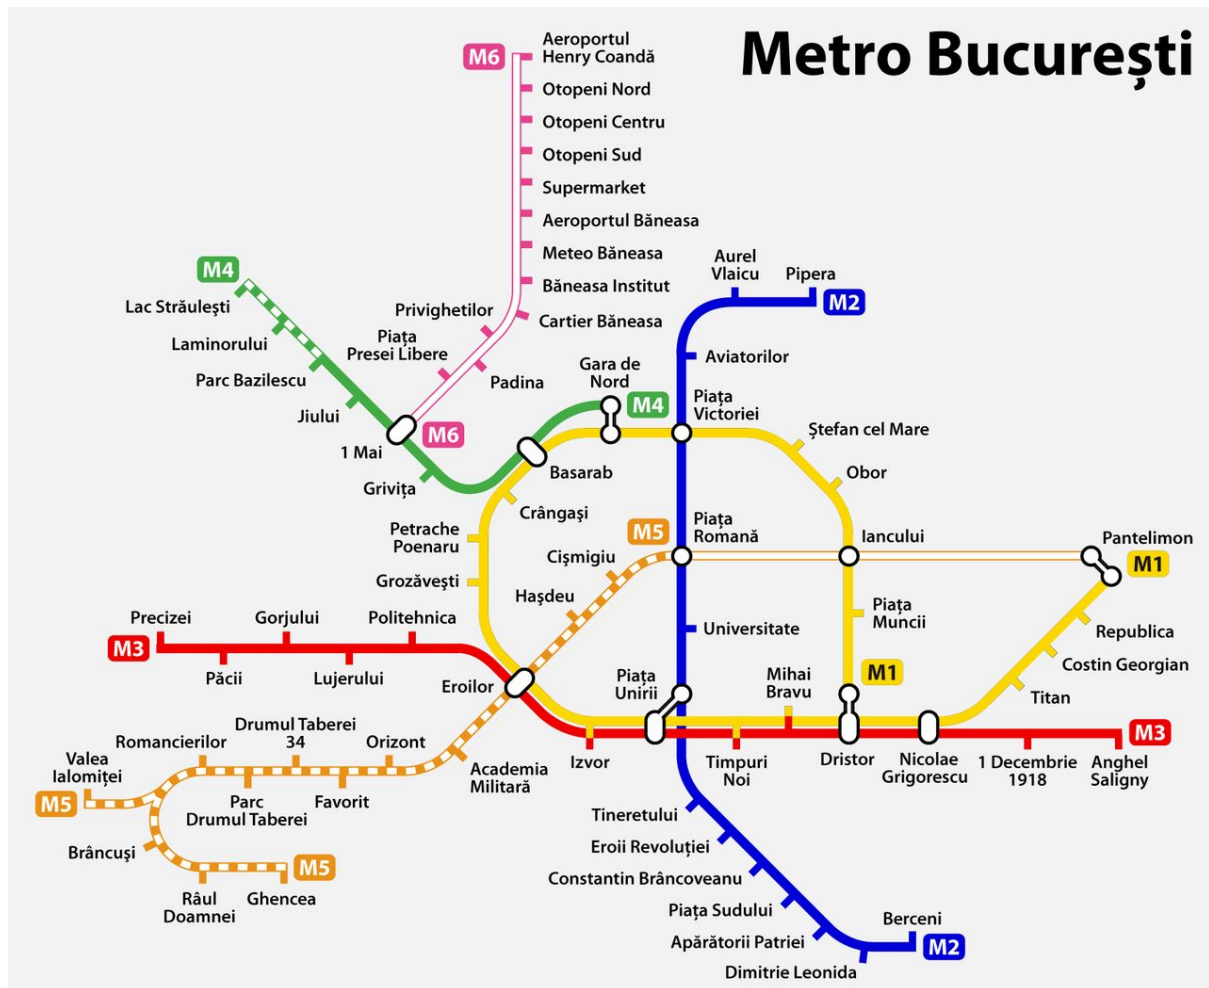 Metro București
M6
Aeroportul
Henry Coandă
Otopeni Nord
Otopeni Centru
Otopeni Sud
Supermarket
Aeroportul Băneasa
Meteo Băneasa
Băneasa Institut
Cartier Băneasa
Privighetilor
Piața
Presei Libere
Padina
M6
M4
Lac Străulești
Laminorului
Parc Bazilescu
Jiului
1 Mai
Grivița
Basarab
Gara de
Nord
M4
Aurel
Vlaicu
Pipera
M2
Aviatorilor
Piața
Victoriei
Ștefan cel Mare
Obor
Crângași
Petrache
Poenaru
Grozăvești
Cișmigiu
Hașdeu
M5
Piața
Romană
Iancului
Pantelimon
M1
Republica
Costin Georgian
Titan
Piața
Muncii
Universitate
M1
Precizei
Gorjului
Politehnica
M3
Păcii
Lujerului
Eroilor
Piața
Unirii
Mihai
Bravu
M3
Izvor
Timpuri
Noi
Dristor
Nicolae
Grigorescu
1 Decembrie
1918
Anghel
Saligny
Valea
Ialomiței
M5
Romancierilor
Drumul Taberei
34
Orizont
Academia
Militară
Parc
Drumul Taberei
Favorit
Brâncuși
Râul
Doamnei
Ghencea
M5
Tineretului
Eroii Revoluției
Constantin Brâncoveanu
Piața Sudului
Apărătorii Patriei
Dimitrie Leonida
Berceni
M2